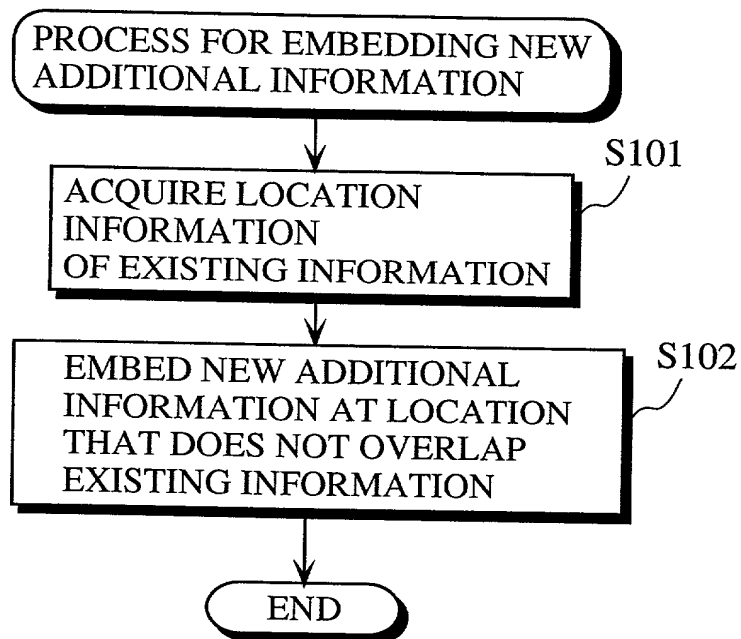 PROCESS FOR EMBEDDING NEW
ADDITIONAL INFORMATION
S101
ACQUIRE LOCATION
INFORMATION
OF EXISTING INFORMATION
S102
EMBED NEW ADDITIONAL
INFORMATION AT LOCATION
THAT DOES NOT OVERLAP
EXISTING INFORMATION
END